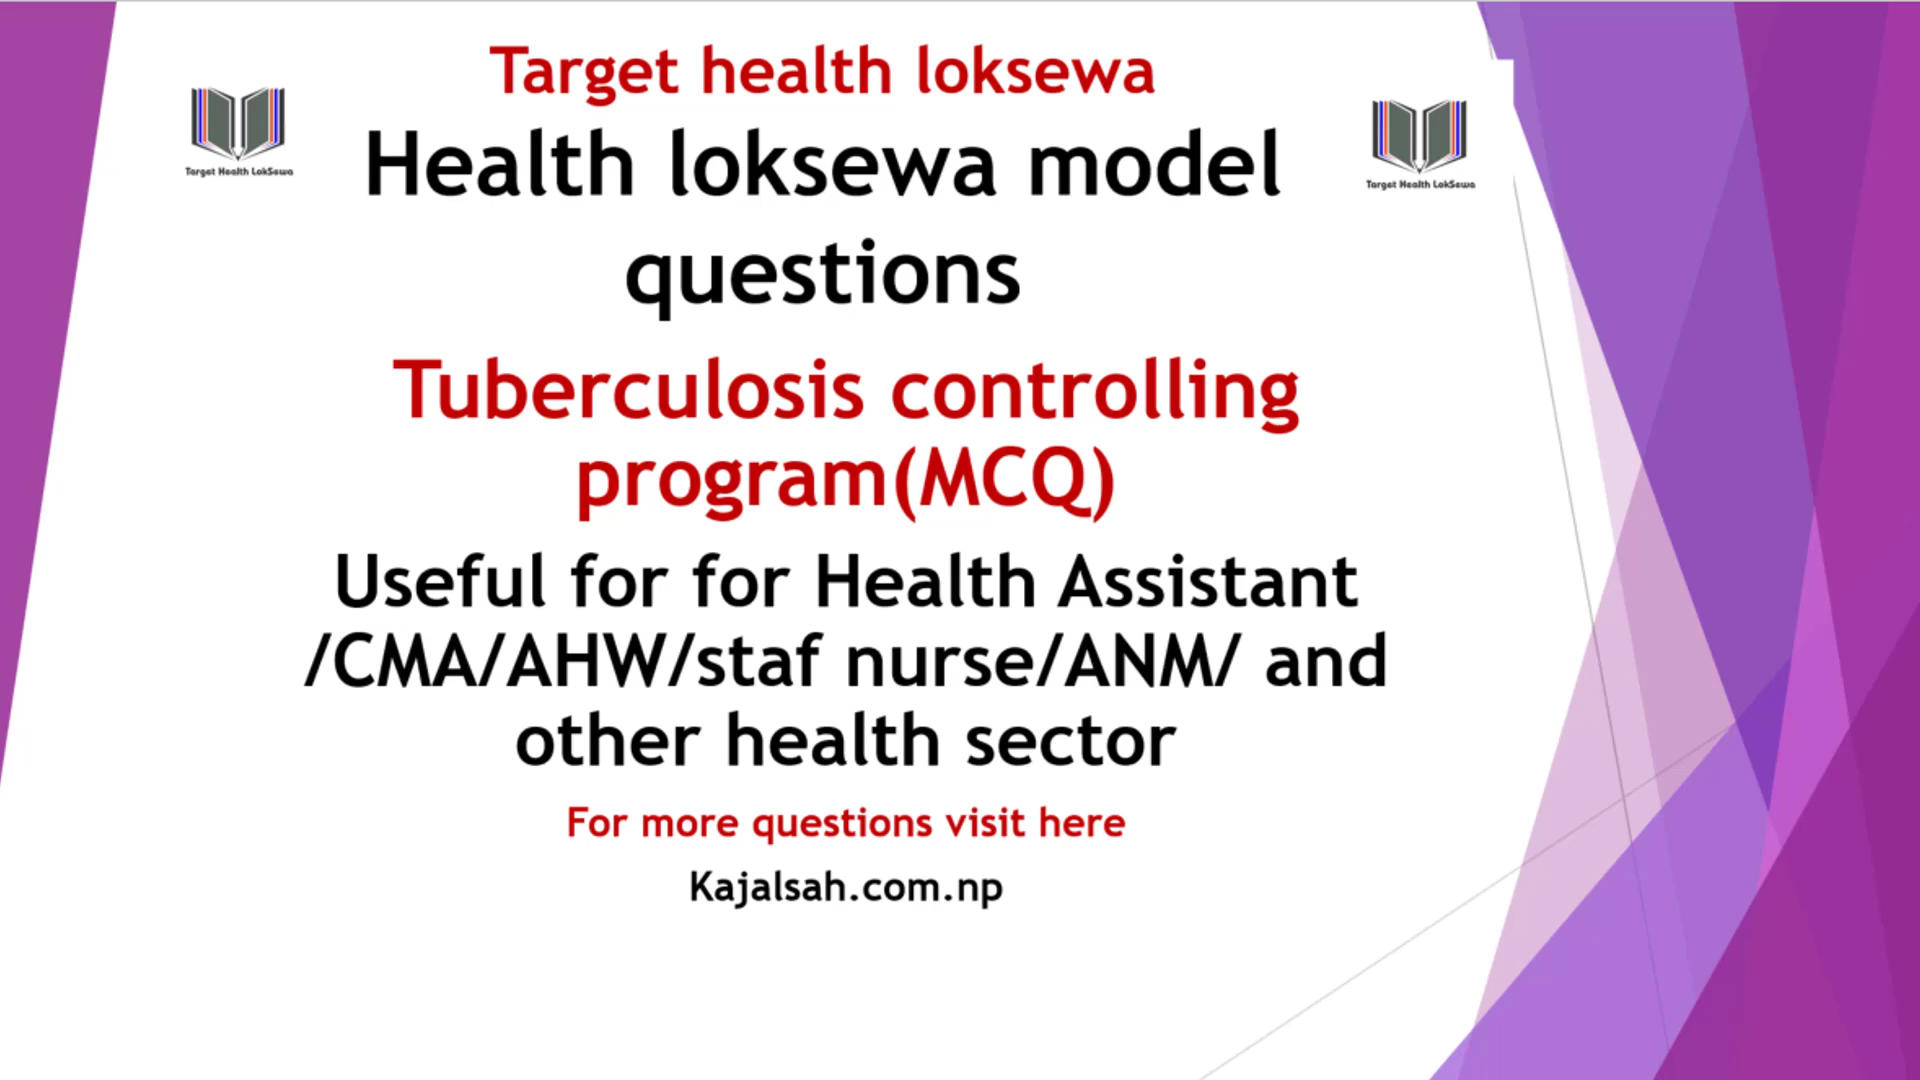 Target health loksewa
Target Health LokSewa
Target Health LokSewa
Health loksewa model
questions
Tuberculosis controlling
program(MCQ)
Useful for for Health Assistant
/CMA/AHW/staf nurse/ANM/ and
other health sector
For more questions visit here
Kajalsah.com.np